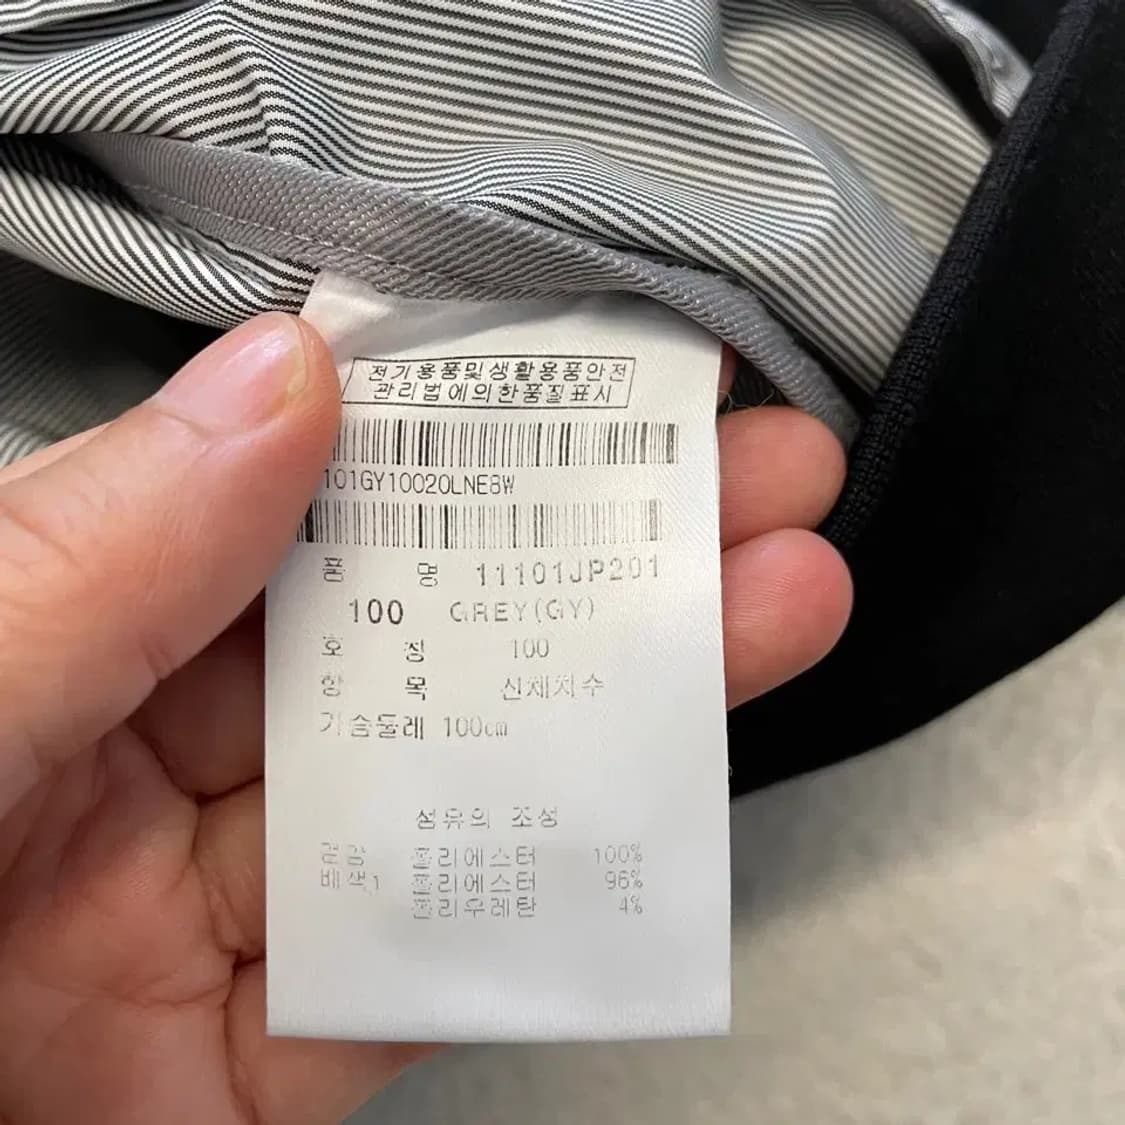 전기용품및생활용품안전
관리법에의한품질표시
101GY10020LNE8W
품 명 11101JP201
100 GREY(GY)
호 칭 100
항 목 신체치수
가슴둘레 100cm
섬유의 조성
겉감 폴리에스터 100%
배색1 폴리에스터 96%
폴리우레탄 4%